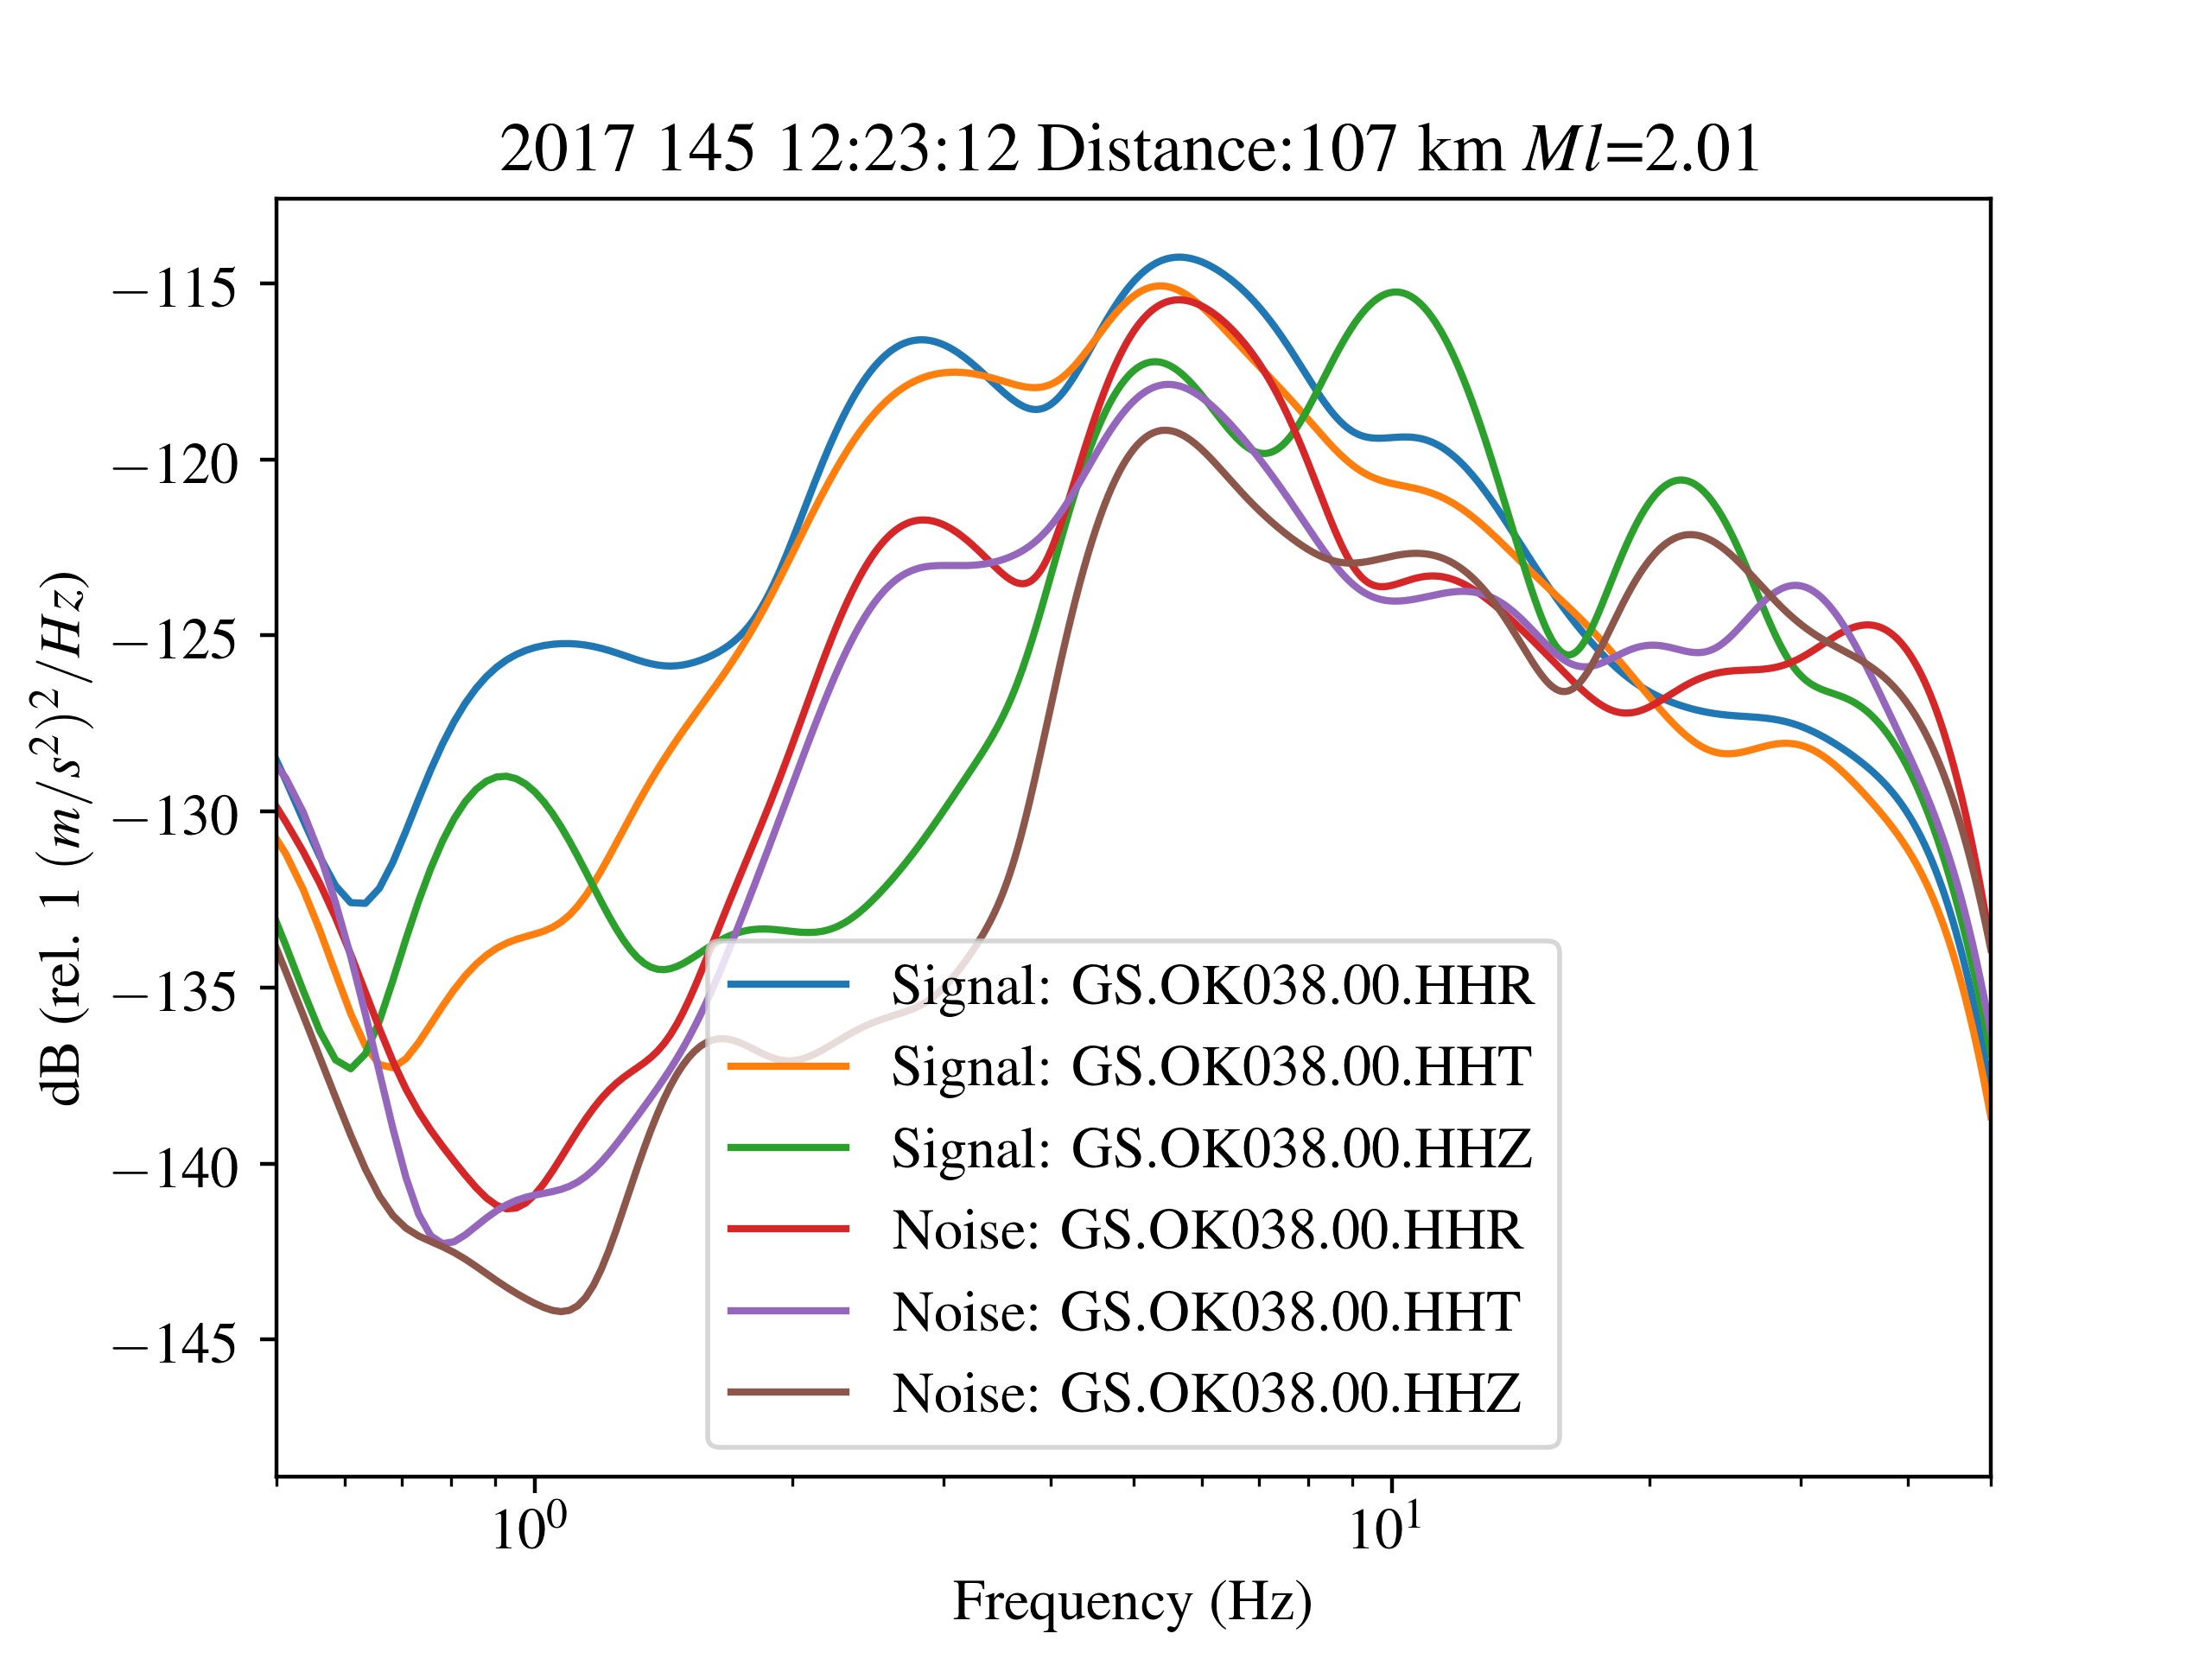 2017 145 12:23:12 Distance:107 km Ml=2.01
dB (rel. 1 (m/s²)²/Hz)
−115
−120
−125
−130
−135
−140
−145
Signal: GS.OK038.00.HHR
Signal: GS.OK038.00.HHT
Signal: GS.OK038.00.HHZ
Noise: GS.OK038.00.HHR
Noise: GS.OK038.00.HHT
Noise: GS.OK038.00.HHZ
10⁰ 10¹
Frequency (Hz)